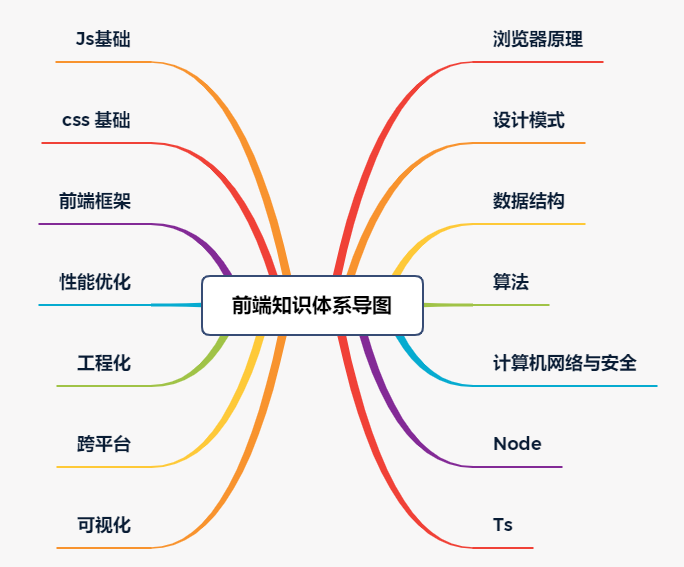 Js基础
css 基础
前端框架
性能优化
工程化
跨平台
可视化
前端知识体系导图
浏览器原理
设计模式
数据结构
算法
计算机网络与安全
Node
Ts